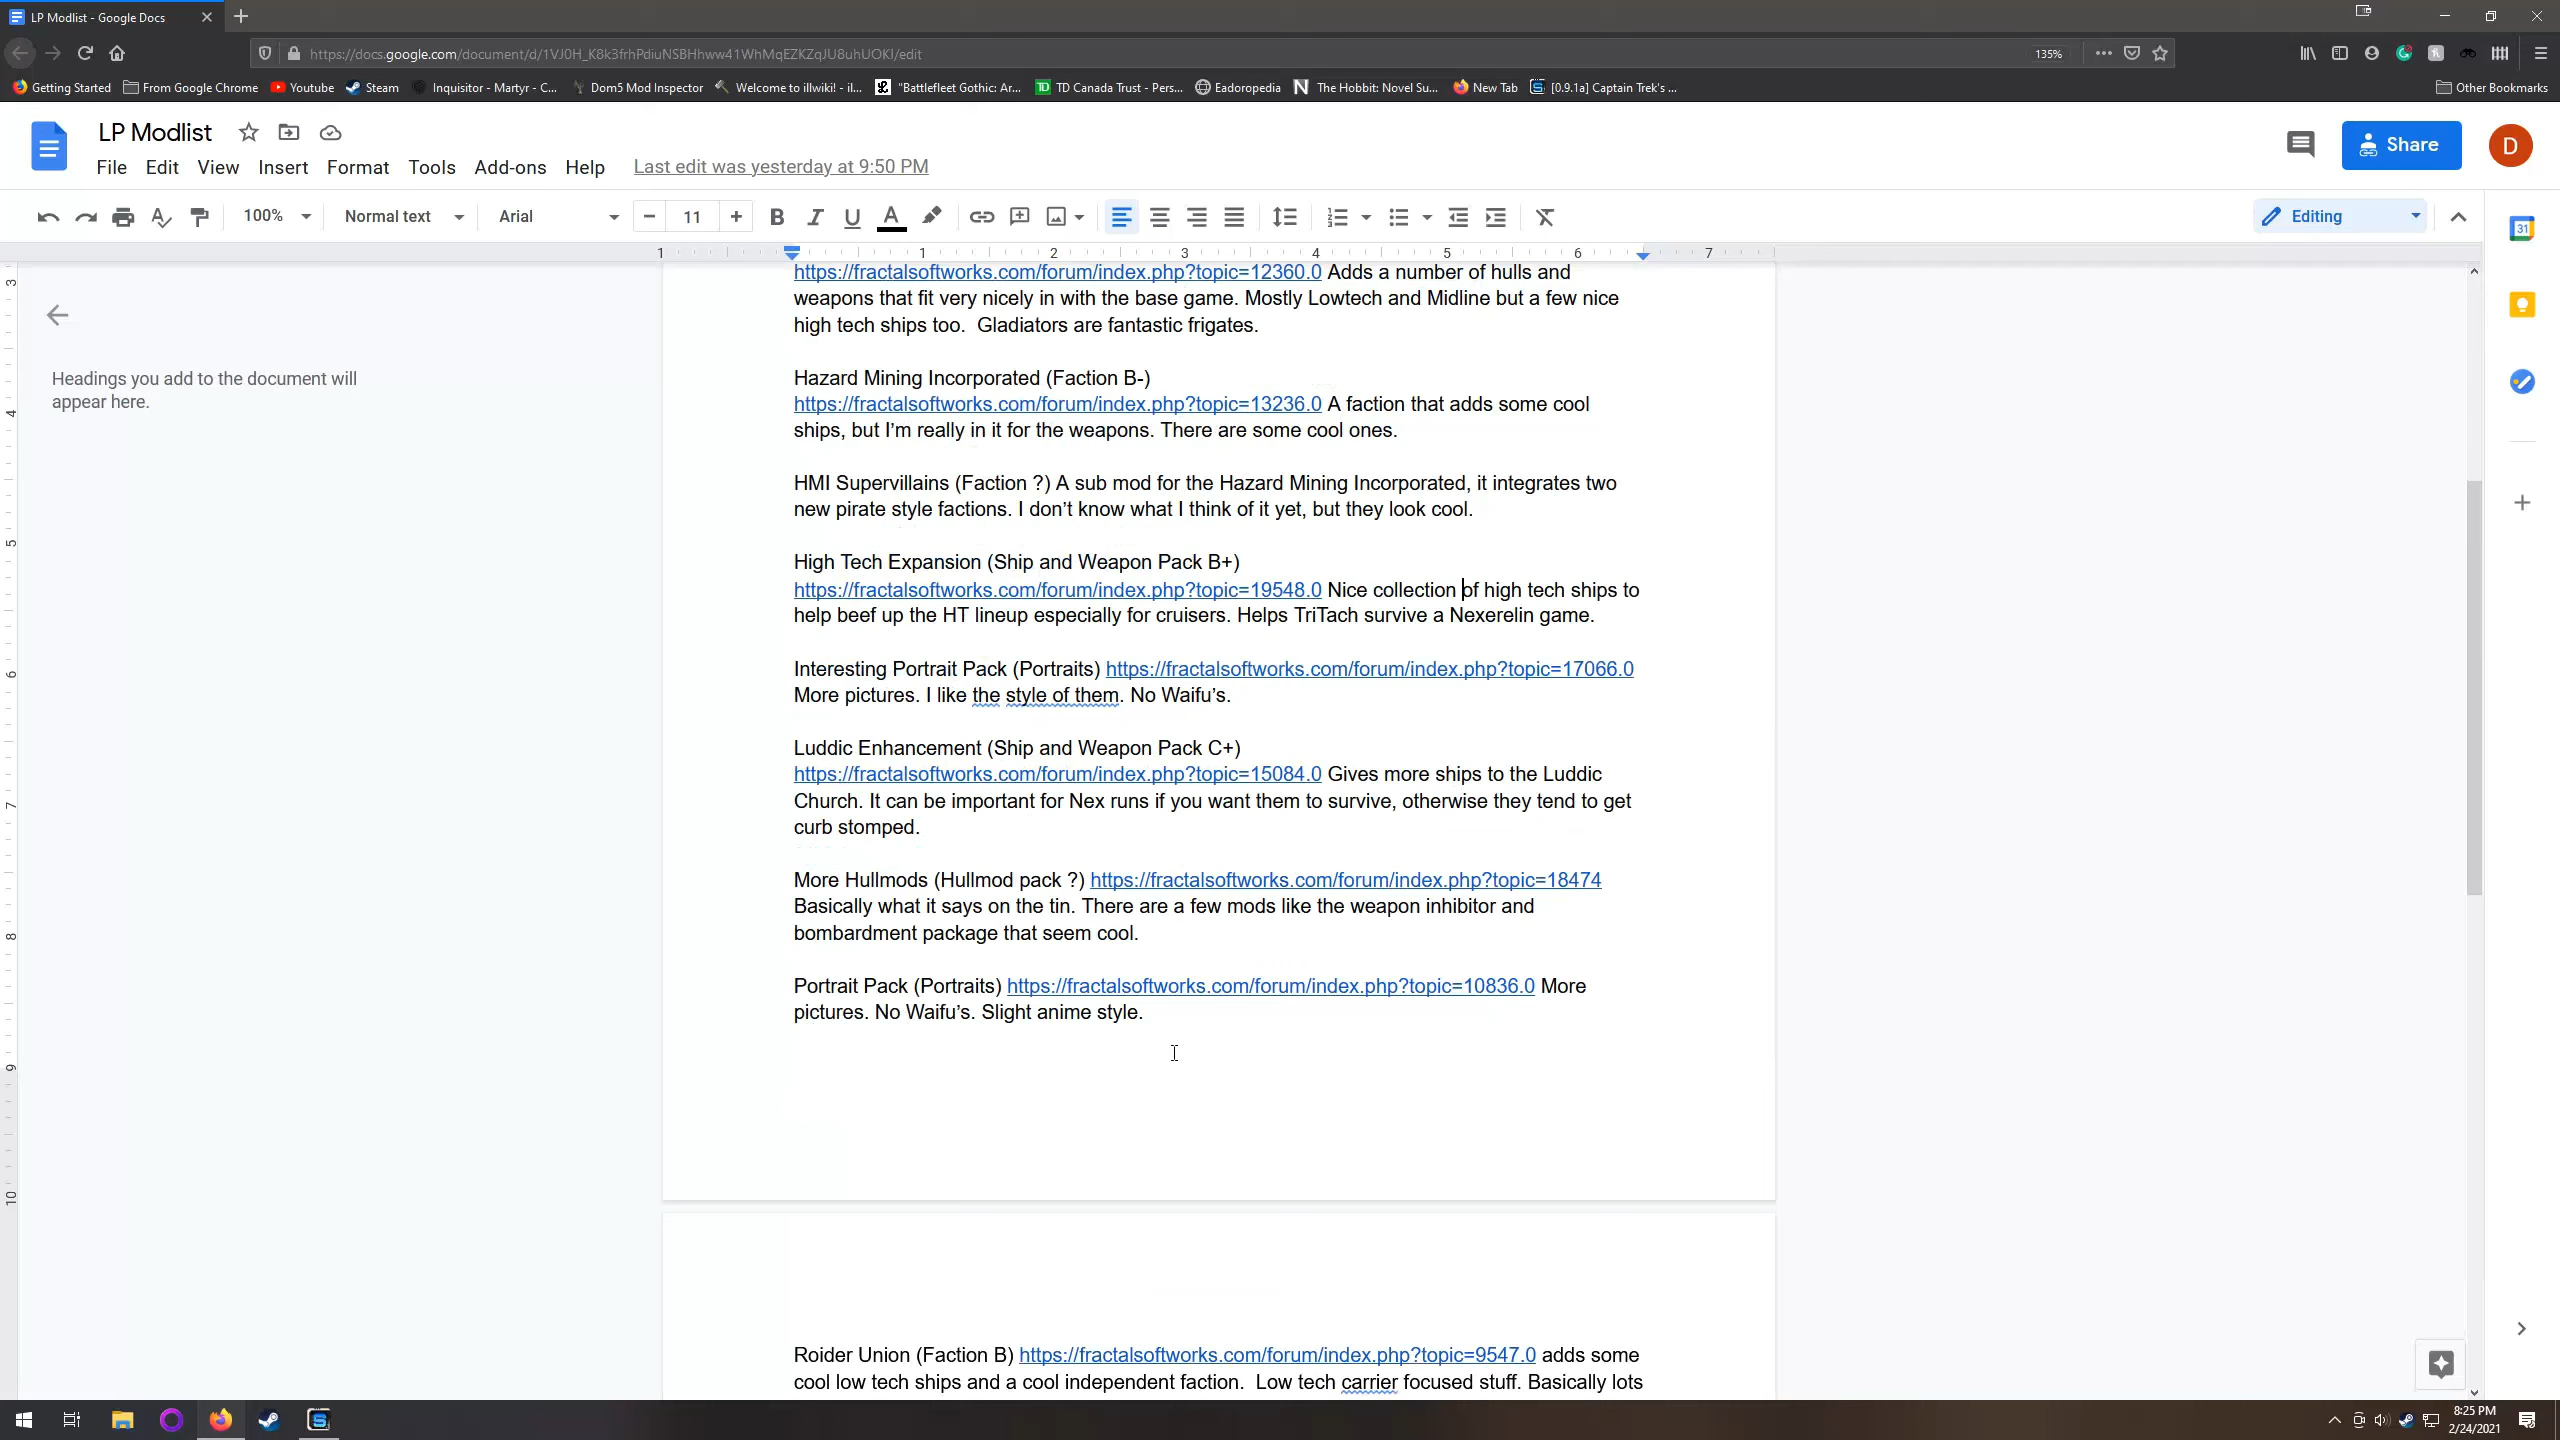 LP Modlist - Google Docs
https://docs.google.com/document/d/1VJ0H_K8k3frhPdiuNSBHhww41WhMqEZKZqJU8uhUOKI/edit
135%
Getting Started
From Google Chrome
Youtube
Steam
Inquisitor - Martyr - C...
Dom5 Mod Inspector
Welcome to illwiki! - il...
"Battlefleet Gothic: Ar...
TD Canada Trust - Pers...
Eadoropedia
The Hobbit: Novel Su...
New Tab
[0.9.1a] Captain Trek's ...
Other Bookmarks
LP Modlist
Share
D
File Edit View Insert Format Tools Add-ons Help Last edit was yesterday at 9:50 PM
100% Normal text Arial 11 Editing
31
1 1 2 3 4 5 6 7
3
4
5
6
7
8
9
10
Headings you add to the document will
appear here.
https://fractalsoftworks.com/forum/index.php?topic=12360.0 Adds a number of hulls and
weapons that fit very nicely in with the base game. Mostly Lowtech and Midline but a few nice
high tech ships too.  Gladiators are fantastic frigates.
Hazard Mining Incorporated (Faction B-)
https://fractalsoftworks.com/forum/index.php?topic=13236.0 A faction that adds some cool
ships, but I’m really in it for the weapons. There are some cool ones.
HMI Supervillains (Faction ?) A sub mod for the Hazard Mining Incorporated, it integrates two
new pirate style factions. I don’t know what I think of it yet, but they look cool.
High Tech Expansion (Ship and Weapon Pack B+)
https://fractalsoftworks.com/forum/index.php?topic=19548.0 Nice collection of high tech ships to
help beef up the HT lineup especially for cruisers. Helps TriTach survive a Nexerelin game.
Interesting Portrait Pack (Portraits) https://fractalsoftworks.com/forum/index.php?topic=17066.0
More pictures. I like the style of them. No Waifu’s.
Luddic Enhancement (Ship and Weapon Pack C+)
https://fractalsoftworks.com/forum/index.php?topic=15084.0 Gives more ships to the Luddic
Church. It can be important for Nex runs if you want them to survive, otherwise they tend to get
curb stomped.
More Hullmods (Hullmod pack ?) https://fractalsoftworks.com/forum/index.php?topic=18474
Basically what it says on the tin. There are a few mods like the weapon inhibitor and
bombardment package that seem cool.
Portrait Pack (Portraits) https://fractalsoftworks.com/forum/index.php?topic=10836.0 More
pictures. No Waifu’s. Slight anime style.
Roider Union (Faction B) https://fractalsoftworks.com/forum/index.php?topic=9547.0 adds some
cool low tech ships and a cool independent faction.  Low tech carrier focused stuff. Basically lots
8:25 PM
2/24/2021